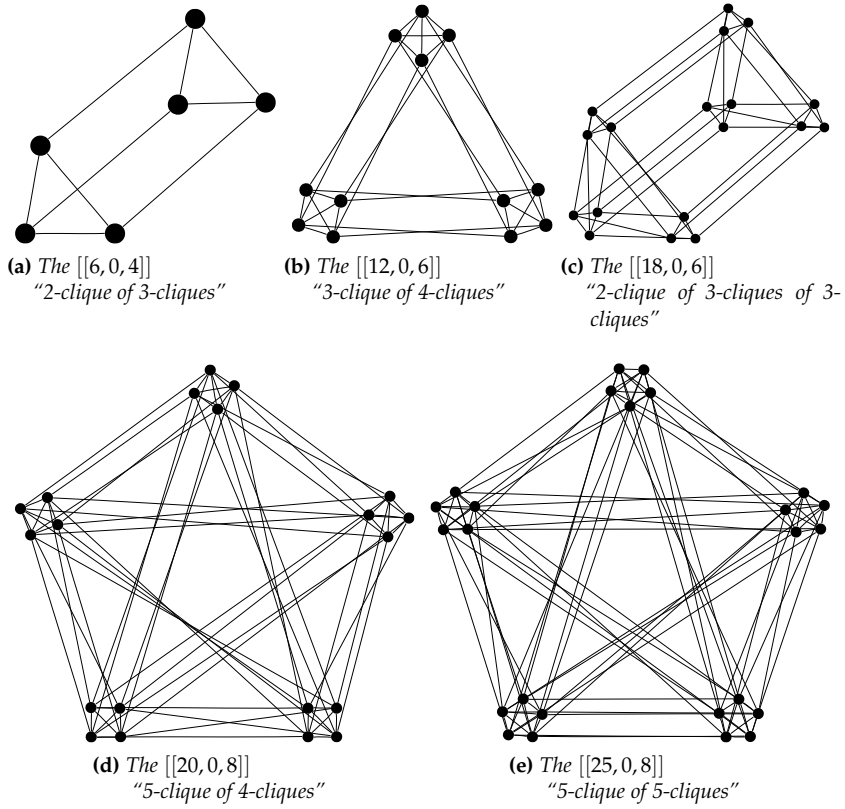 (a) The [[6, 0, 4]]
"2-clique of 3-cliques"
(b) The [[12, 0, 6]]
"3-clique of 4-cliques"
(c) The [[18, 0, 6]]
"2-clique of 3-cliques of 3-
cliques"
(d) The [[20, 0, 8]]
"5-clique of 4-cliques"
(e) The [[25, 0, 8]]
"5-clique of 5-cliques"